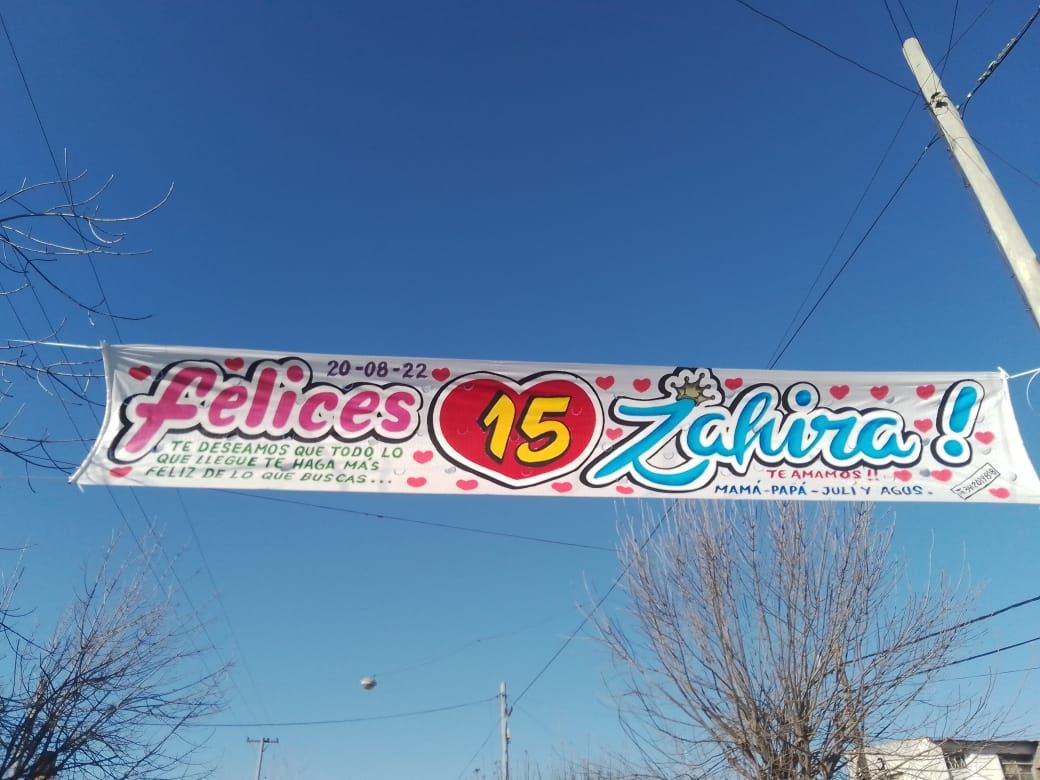 20-08-22
Felices 15 Zahira!
TE DESEAMOS QUE TODO LO
QUE LLEGUE TE HAGA MÁS
FELIZ DE LO QUE BUSCAS...
TE AMAMOS!!
MAMÁ-PAPÁ-JULI Y AGUS.